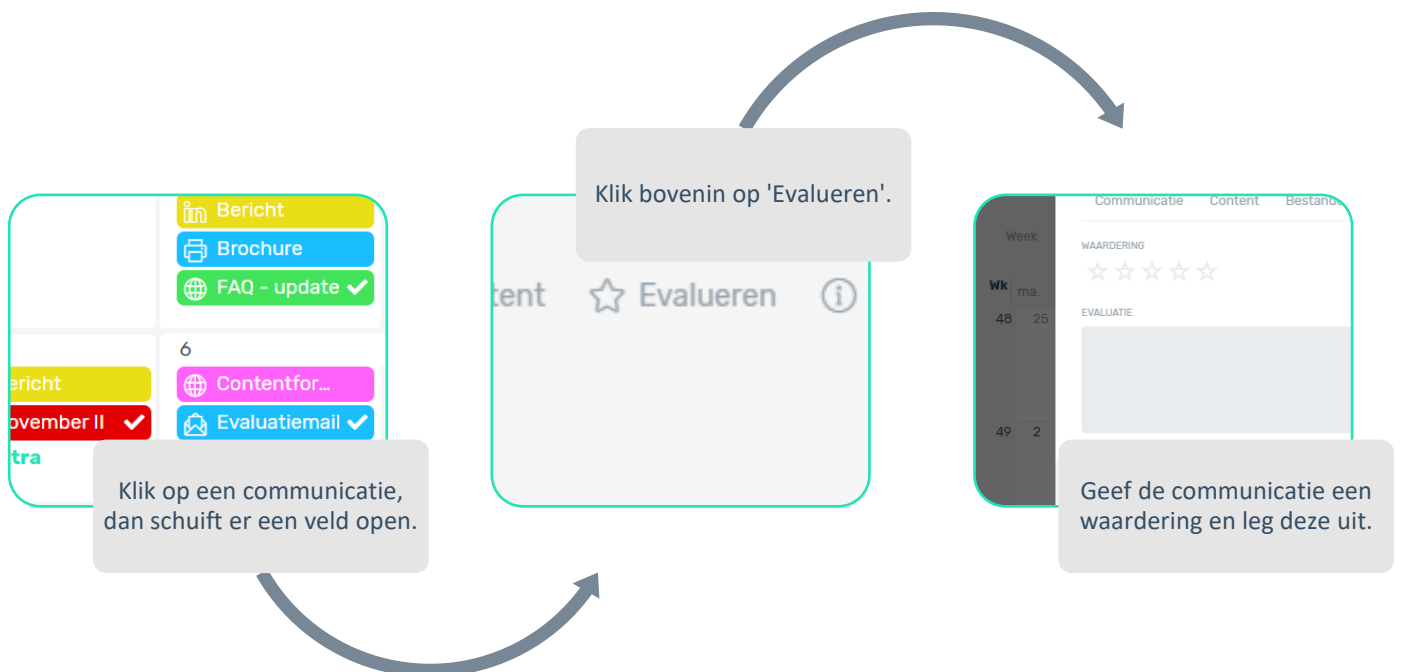 Bericht
Brochure
FAQ - update
6
ericht
Contentfor...
ovember II
Evaluatiemail
tra
Klik op een communicatie,
dan schuift er een veld open.
Klik bovenin op 'Evalueren'.
tent
Evalueren
Communicatie Content Bestande
Week
WAARDERING
Wk ma.
48 25
EVALUATIE
49 2
Geef de communicatie een
waardering en leg deze uit.